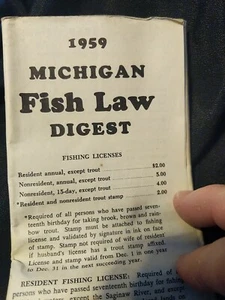 1959
MICHIGAN
Fish Law
DIGEST
FISHING LICENSES
Resident annual, except trout $2.00
Nonresident, annual, except trout 5.00
Nonresident, 15-day, except trout 4.00
*Resident and nonresident trout stamp 2.00
*Required of all persons who have passed seven-
teenth birthday for taking brook, brown and rain-
bow trout. Stamp must be attached to fishing
license and validated by signature in ink on face
of stamp. Stamp not required of wife of resident
if husband's license has a trout stamp affixed.
License and stamp valid from Dec. 1 in one year
to Dec. 31 in the next succeeding year.
RESIDENT FISHING LICENSE: Required of
persons who have passed seventeenth birthday for fishing
except the Saginaw River, and